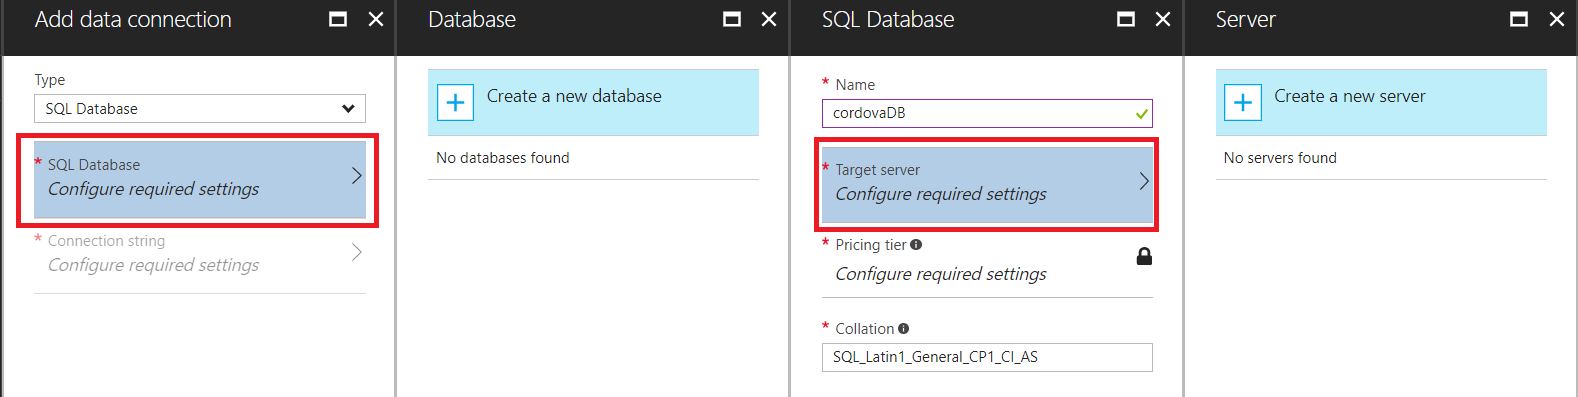 Add data connection
Type
SQL Database
* SQL Database
Configure required settings
* Connection string
Configure required settings
Database
Create a new database
No databases found
SQL Database
* Name
cordovaDB
* Target server
Configure required settings
* Pricing tier
Configure required settings
* Collation
SQL_Latin1_General_CP1_CI_AS
Server
Create a new server
No servers found